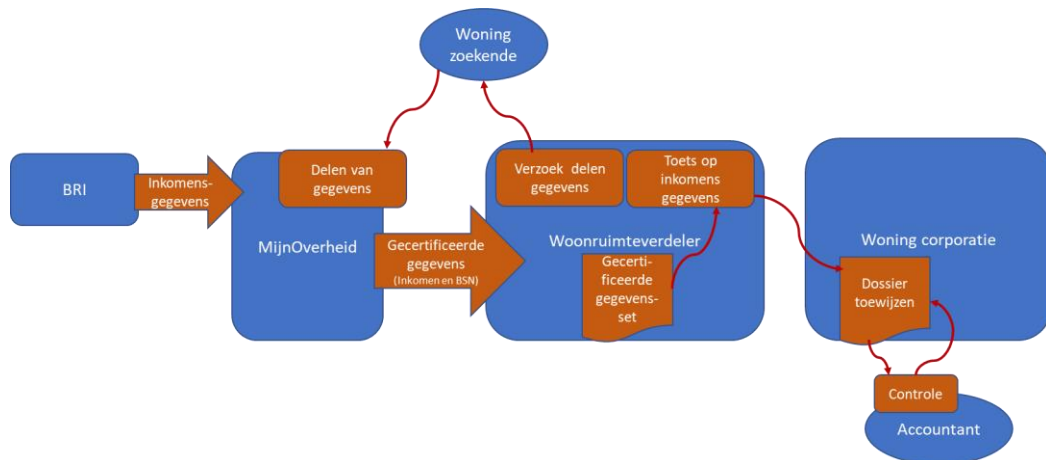 Woning
zoekende
BRI
Inkomens-
gegevens
Delen van
gegevens
MijnOverheid
Gecertificeerde
gegevens
(Inkomen en BSN)
Verzoek delen
gegevens
Toets op
inkomens
gegevens
Woonruimteverdeler
Gecerti-
ficeerde
gegevens-
set
Woning corporatie
Dossier
toewijzen
Controle
Accountant